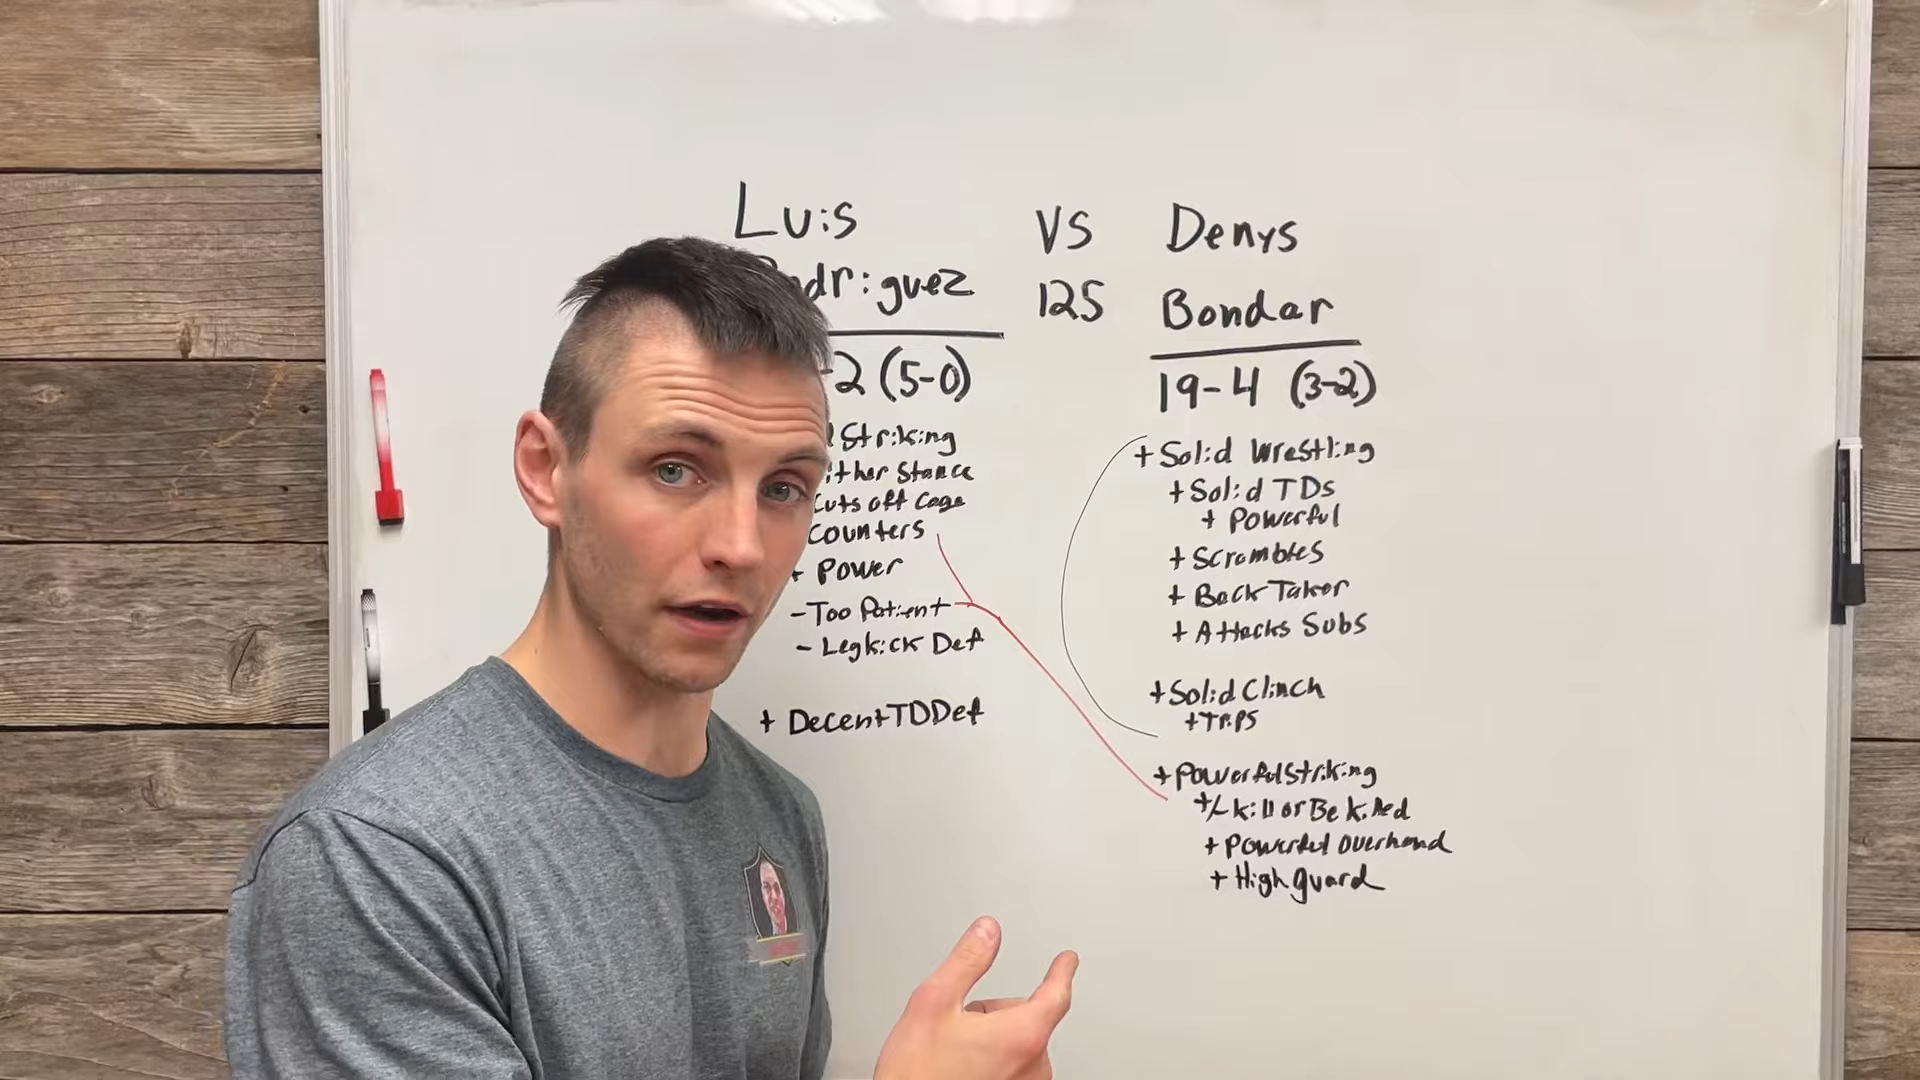 Luis
driguez
-2 (5-0)
Striking
ither Stance
Cuts off Cage
Counters
+ Power
- Too Patient
- Legkick Def
+ Decent TD Def
VS
125
Denys
Bondar
19-4 (3-2)
+ Solid Wrestling
+ Solid TDs
+ Powerful
+ Scrambles
+ Back Taker
+ Attacks Subs
+ Solid Clinch
+ Trips
+ Powerful Striking
+/- Kill or Be Killed
+ Powerful Overhand
+ High guard